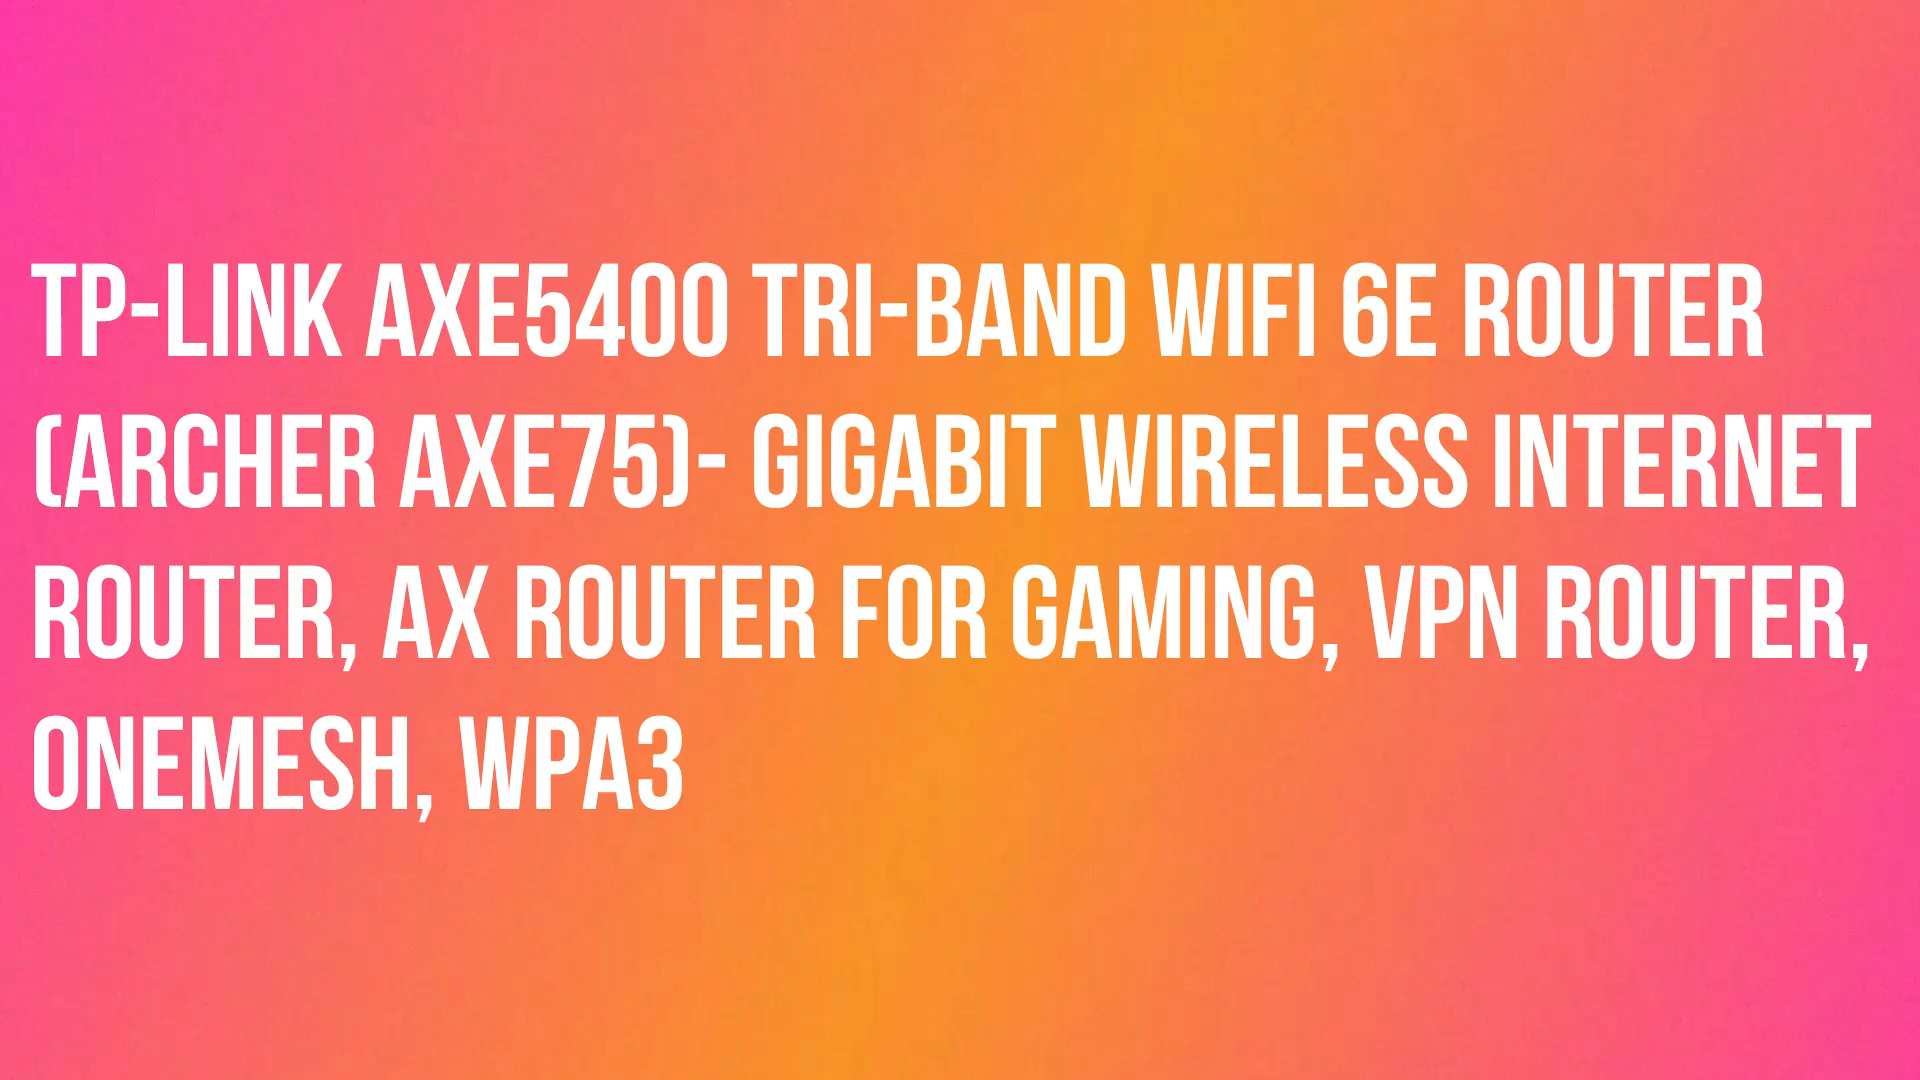 TP-LINK AXE5400 TRI-BAND WIFI 6E ROUTER
(ARCHER AXE75)- GIGABIT WIRELESS INTERNET
ROUTER, AX ROUTER FOR GAMING, VPN ROUTER,
ONEMESH, WPA3